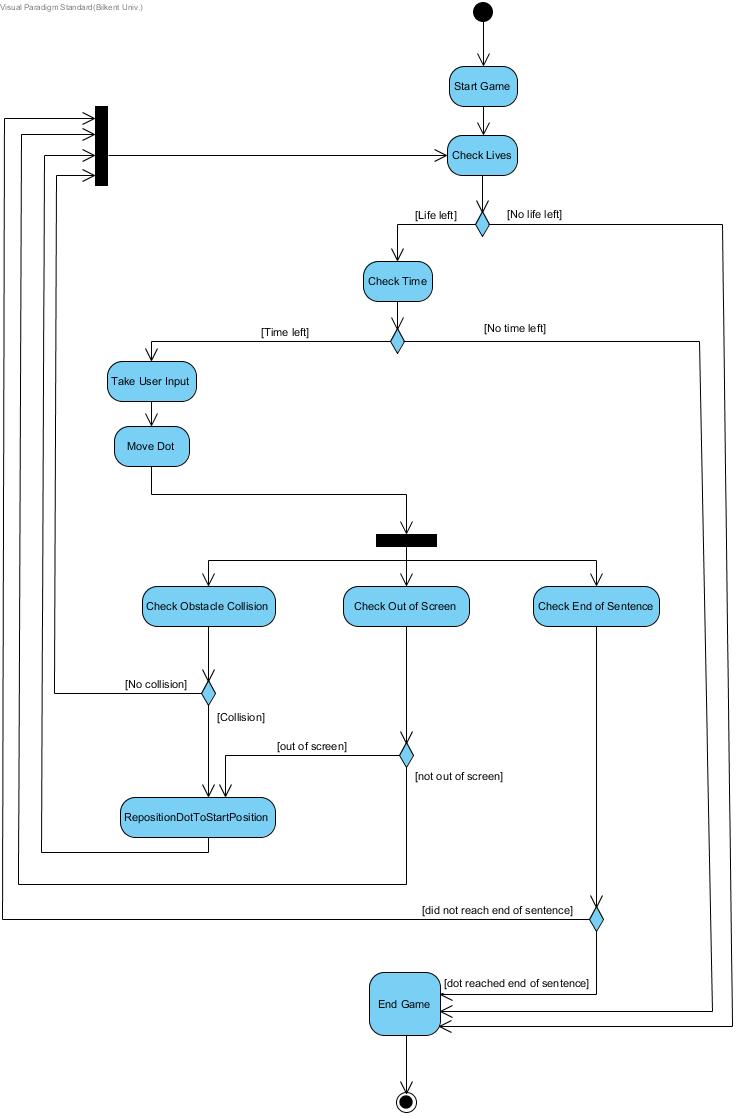 Visual Paradigm Standard(Bilkent Univ.)
Start Game
Check Lives
[Life left]
[No life left]
Check Time
[Time left]
[No time left]
Take User Input
Move Dot
Check Obstacle Collision
Check Out of Screen
Check End of Sentence
[No collision]
[Collision]
[out of screen]
[not out of screen]
RepositionDotToStartPosition
[did not reach end of sentence]
[dot reached end of sentence]
End Game